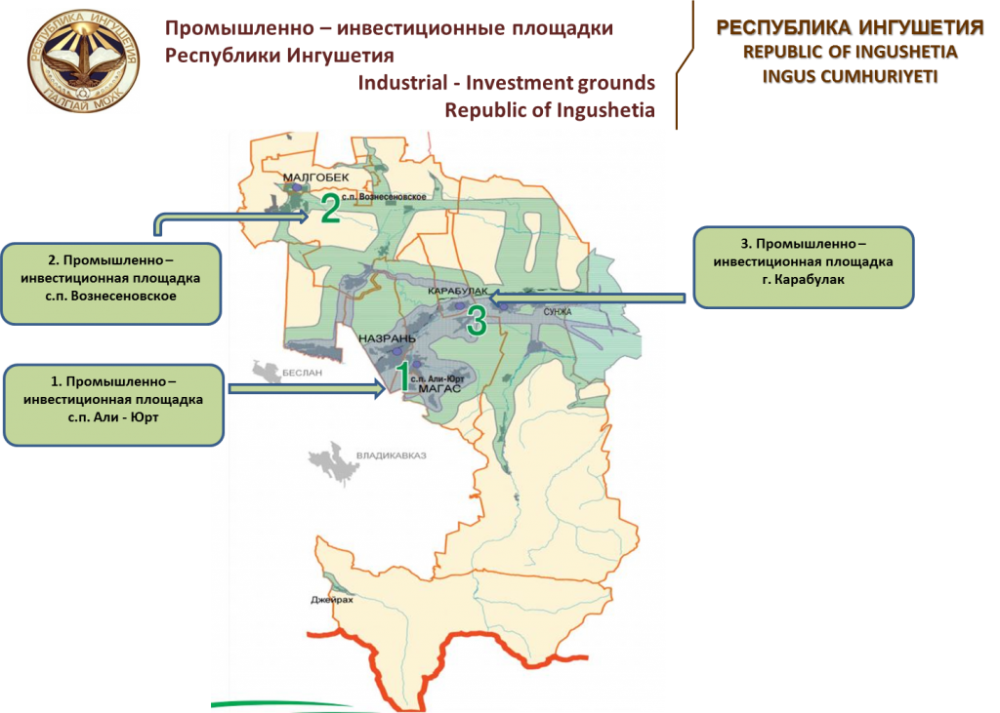 РЕСПУБЛИКА ИНГУШЕТИЯ
ГIАЛГIАЙ МОХК
Промышленно – инвестиционные площадки
Республики Ингушетия
Industrial - Investment grounds
Republic of Ingushetia
РЕСПУБЛИКА ИНГУШЕТИЯ
REPUBLIC OF INGUSHETIA
INGUS CUMHURIYETI
МАЛГОБЕК
с.п. Вознесеновское
2
2. Промышленно –
инвестиционная площадка
с.п. Вознесеновское
3. Промышленно –
инвестиционная площадка
г. Карабулак
КАРАБУЛАК
СУНЖА
3
НАЗРАНЬ
БЕСЛАН
1
с.п. Али-Юрт
МАГАС
1. Промышленно –
инвестиционная площадка
с.п. Али - Юрт
ВЛАДИКАВКАЗ
Джейрах